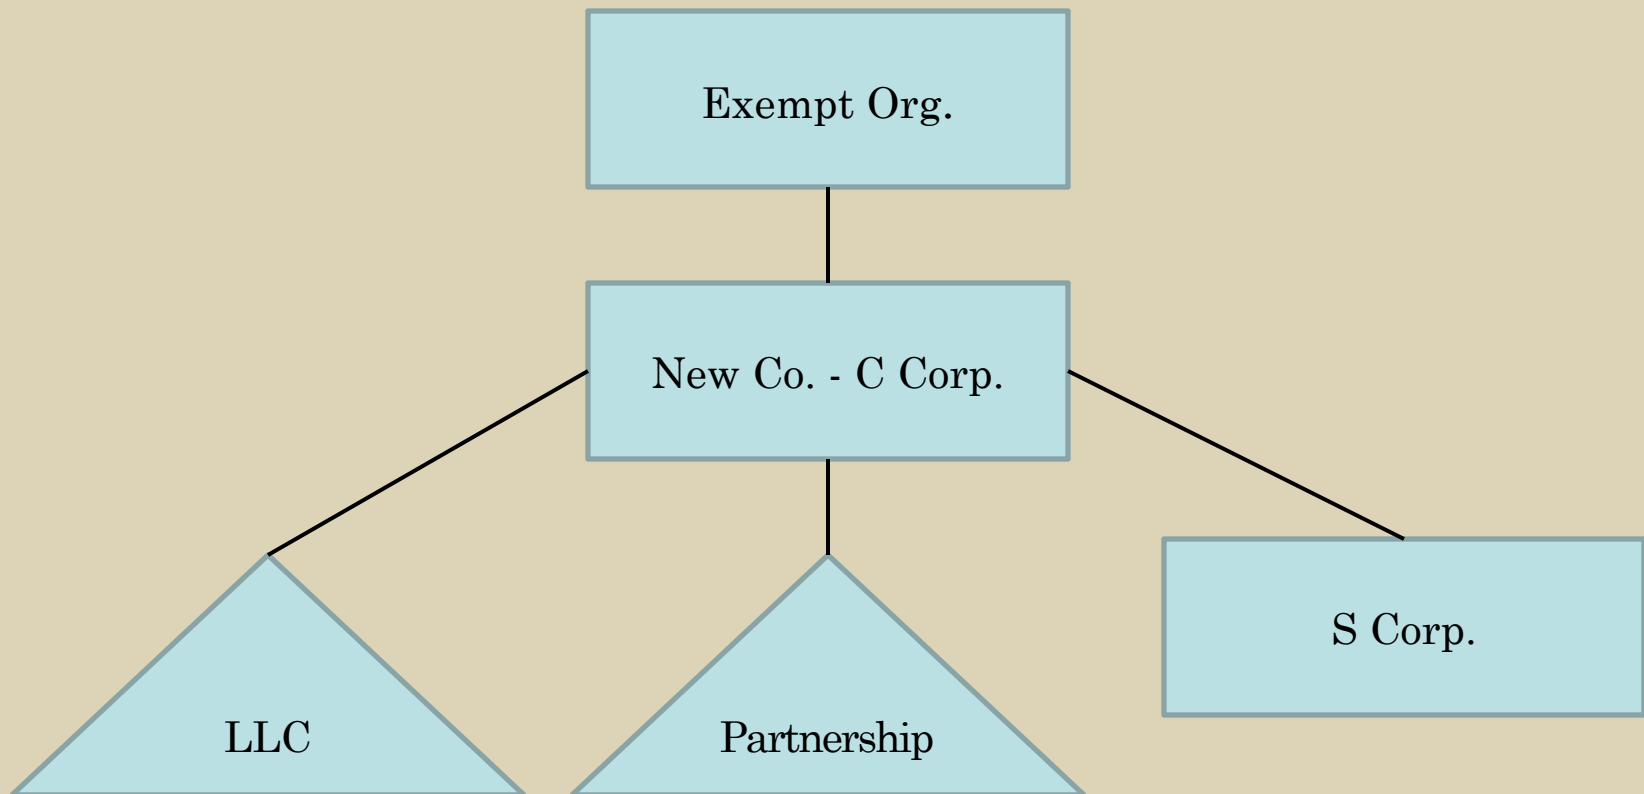 Exempt Org.
New Co. - C Corp.
S Corp.
LLC
Partnership